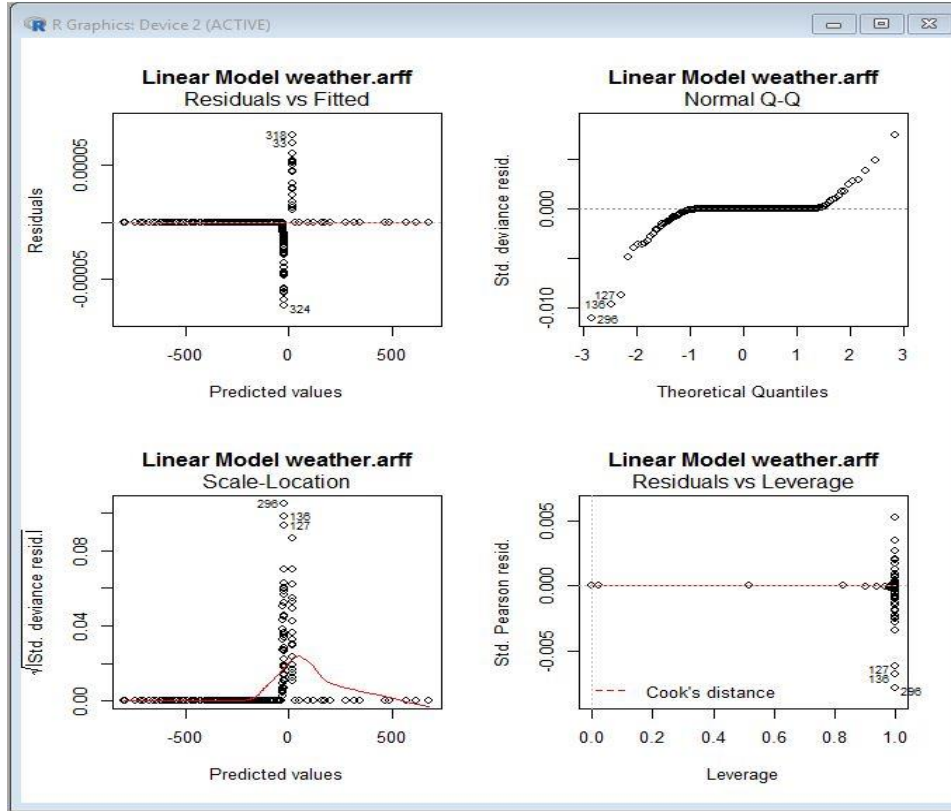 R Graphics: Device 2 (ACTIVE)
Linear Model weather.arff
Residuals vs Fitted
318
33
324
0.00005
-0.00005
Residuals
-500
0
500
Predicted values
Linear Model weather.arff
Normal Q-Q
127
136
296
0.000
-0.010
Std. deviance resid.
-3 -2 -1 0 1 2 3
Theoretical Quantiles
Linear Model weather.arff
Scale-Location
296
136
127
0.08
0.04
0.00
√|Std. deviance resid.|
-500
0
500
Predicted values
Linear Model weather.arff
Residuals vs Leverage
127
136
296
0.005
0.000
-0.005
Std. Pearson resid.
Cook's distance
0.0 0.2 0.4 0.6 0.8 1.0
Leverage